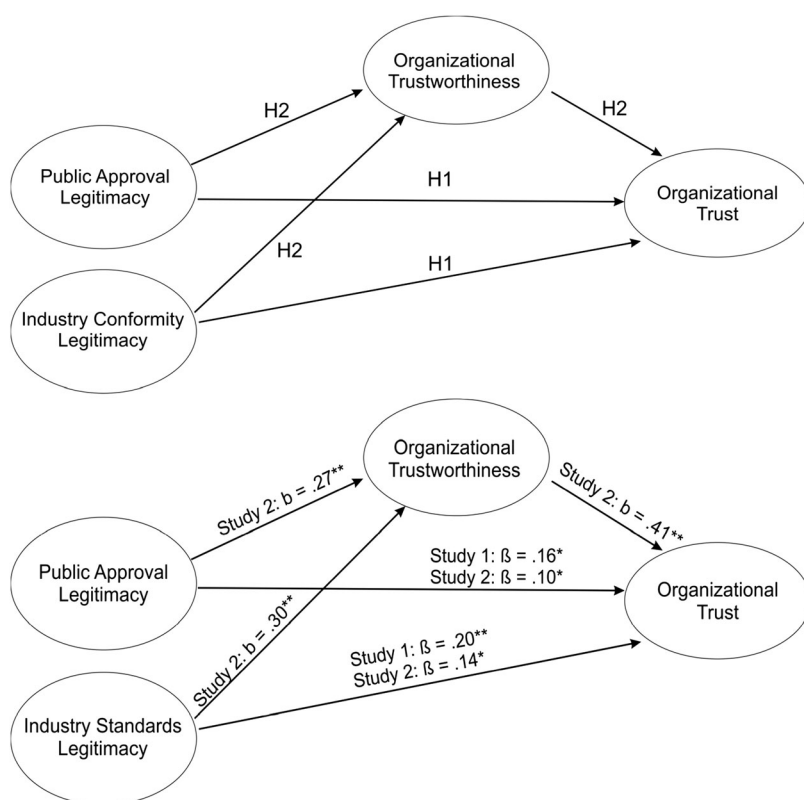 Organizational
Trustworthiness
H2
H2
Public Approval
Legitimacy
H1
Organizational
Trust
H2
H1
Industry Conformity
Legitimacy
Organizational
Trustworthiness
Study 2: b = .27**
Study 2: b = .41**
Public Approval
Legitimacy
Study 1: ß = .16*
Study 2: ß = .10*
Organizational
Trust
Study 2: b = .30**
Study 1: ß = .20**
Study 2: ß = .14*
Industry Standards
Legitimacy